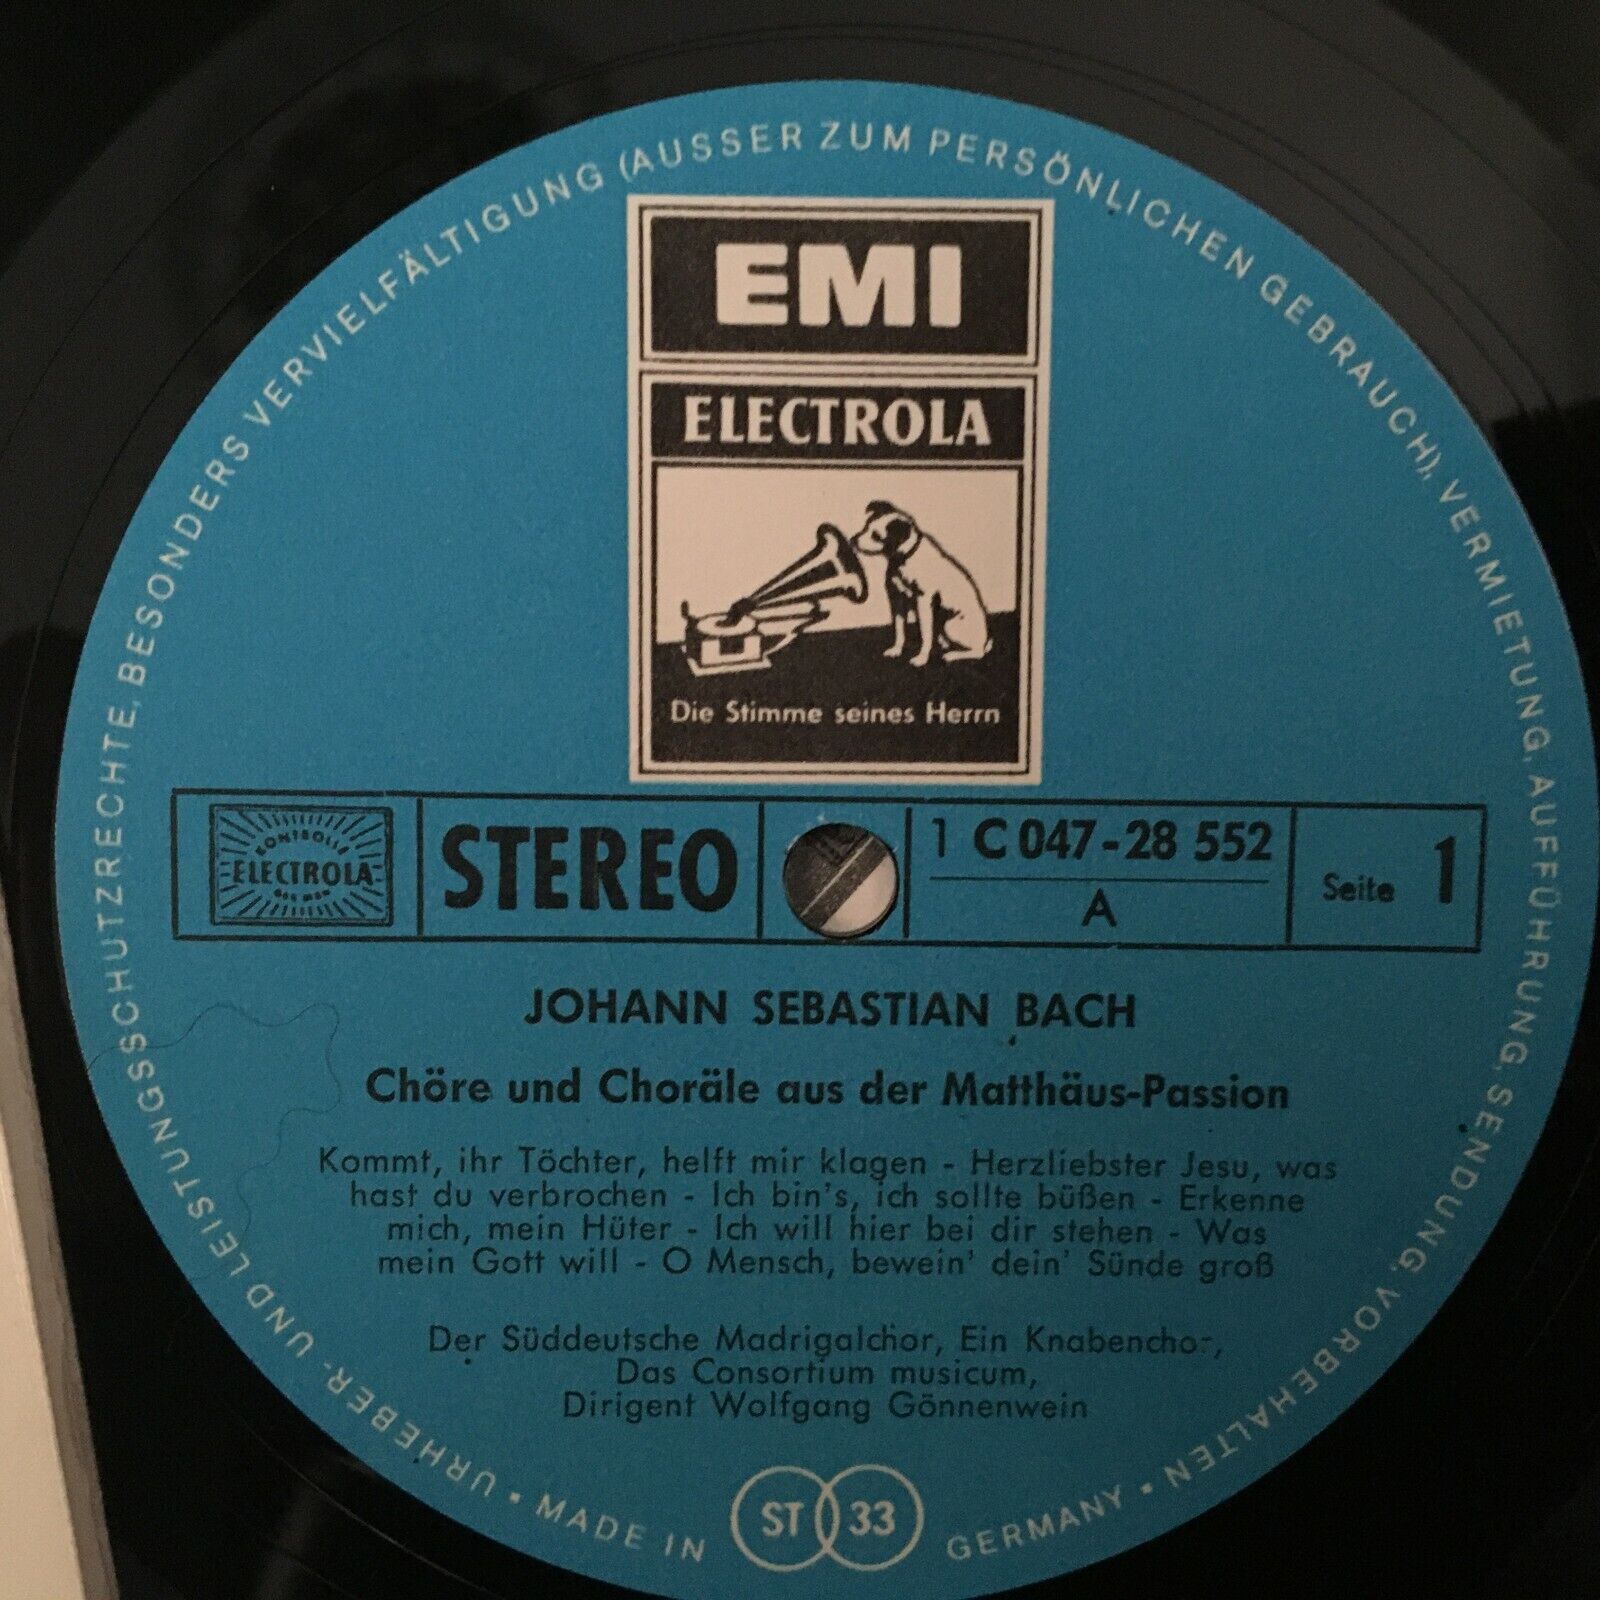 URHEBER- UND LEISTUNGSSCHUTZRECHTE, BESONDERS VERVIELFÄLTIGUNG (AUSSER ZUM PERSÖNLICHEN GEBRAUCH), VERMIETUNG, AUFFÜHRUNG, SENDUNG, VORBEHALTEN •
EMI
ELECTROLA
Die Stimme seines Herrn
KONTROLLE
ELECTROLA
STEREO
1 C 047-28 552
A
Seite 1
JOHANN SEBASTIAN BACH
Chöre und Choräle aus der Matthäus-Passion
Kommt, ihr Töchter, helft mir klagen - Herzliebster Jesu, was
hast du verbrochen - Ich bin's, ich sollte büßen - Erkenne
mich, mein Hüter - Ich will hier bei dir stehen - Was
mein Gott will - O Mensch, bewein' dein' Sünde groß
Der Süddeutsche Madrigalchor, Ein Knabenchor,
Das Consortium musicum,
Dirigent Wolfgang Gönnenwein
• MADE IN GERMANY
ST 33